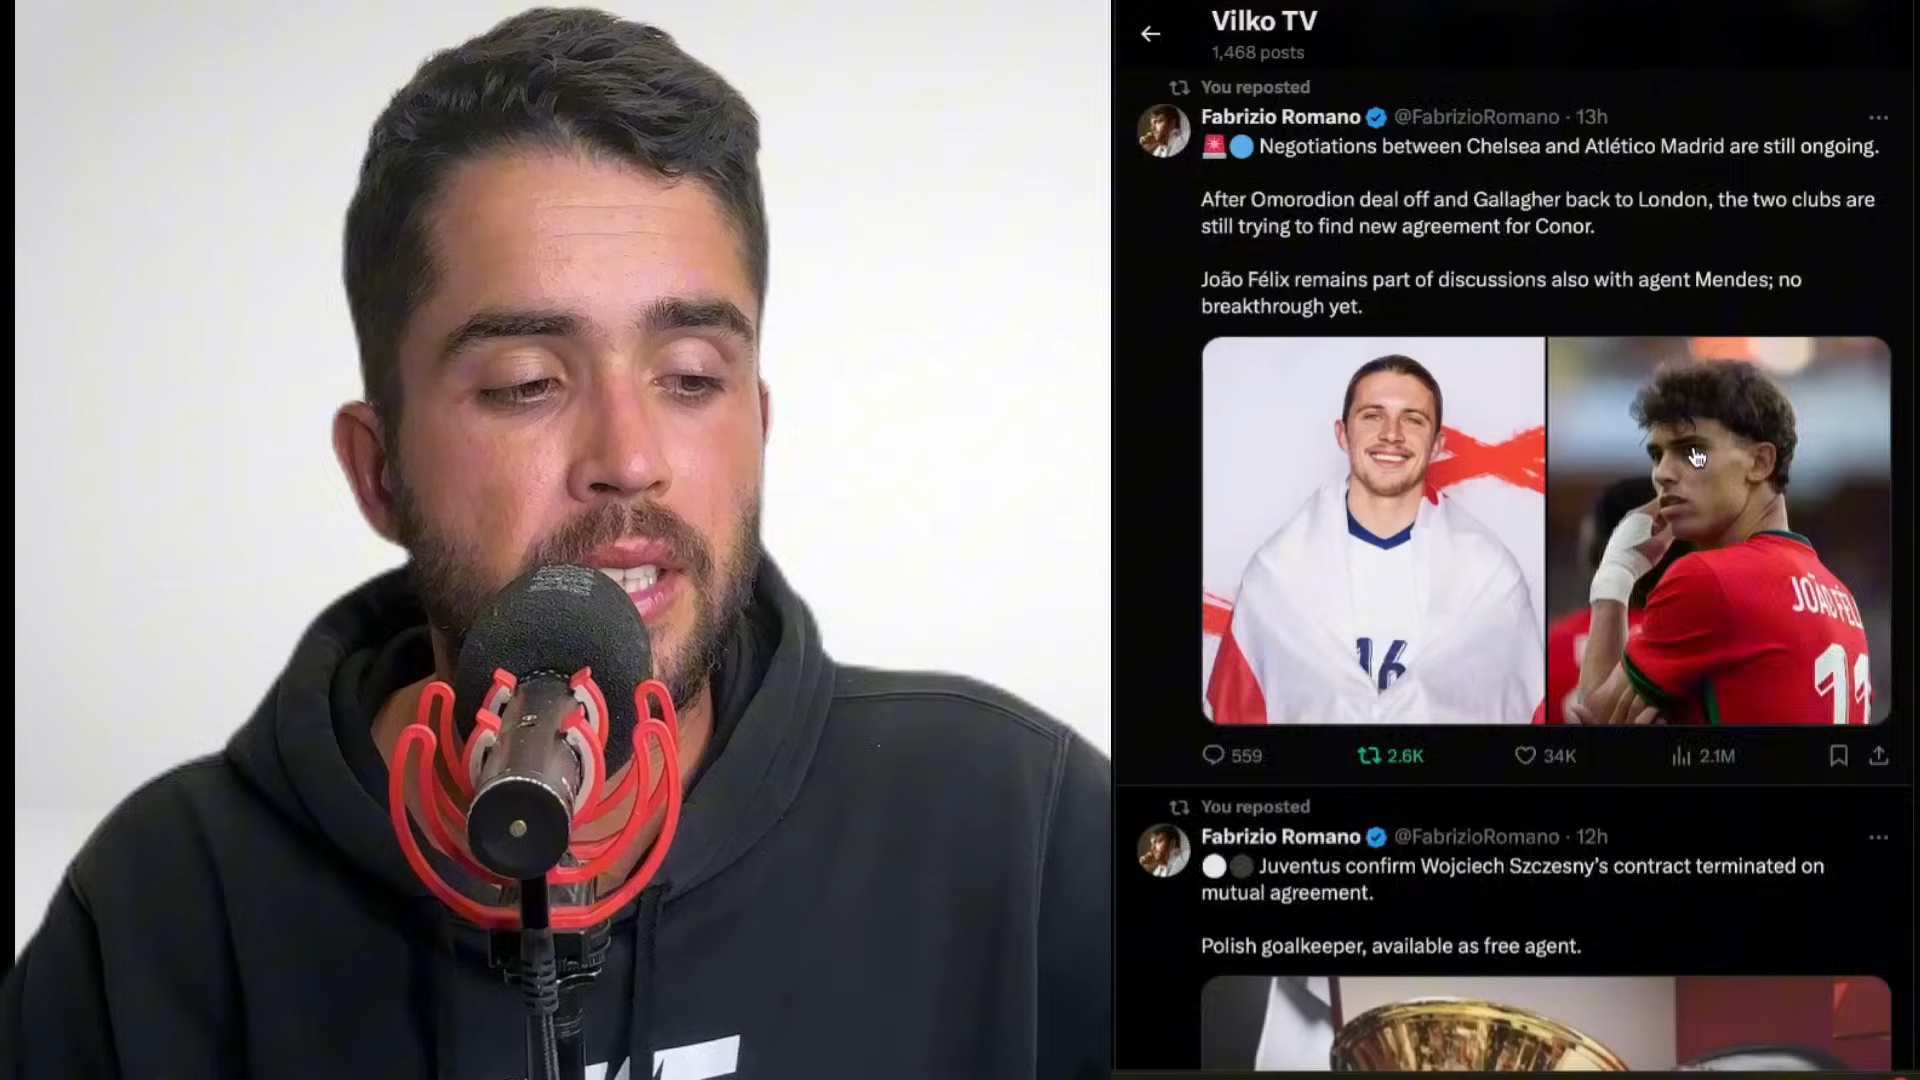 Vilko TV
1,468 posts
You reposted
Fabrizio Romano @FabrizioRomano · 13h
Negotiations between Chelsea and Atlético Madrid are still ongoing.
After Omorodion deal off and Gallagher back to London, the two clubs are
still trying to find new agreement for Conor.
João Félix remains part of discussions also with agent Mendes; no
breakthrough yet.
16
JOÃO FÉLI
11
559
2.6K
34K
2.1M
You reposted
Fabrizio Romano @FabrizioRomano · 12h
Juventus confirm Wojciech Szczesny’s contract terminated on
mutual agreement.
Polish goalkeeper, available as free agent.